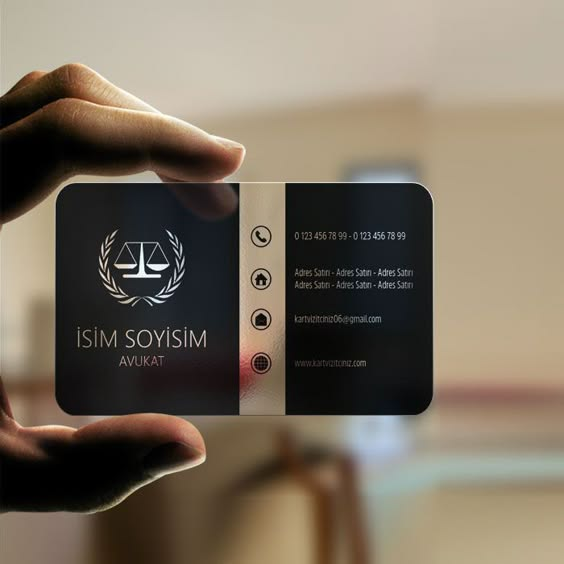 İSİM SOYİSİM
AVUKAT
0 123 456 78 99 - 0 123 456 78 99
Adres Satırı - Adres Satırı - Adres Satırı
Adres Satırı - Adres Satırı - Adres Satırı
kartvizitciniz06@gmail.com
www.kartvizitciniz.com